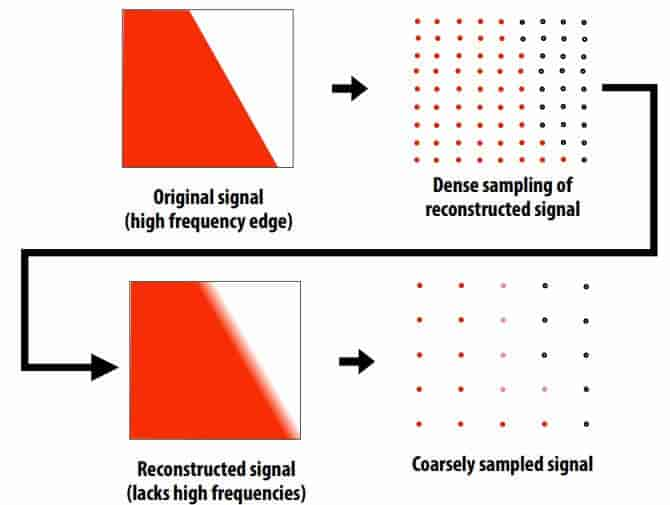 Original signal
(high frequency edge)
Dense sampling of
reconstructed signal
Reconstructed signal
(lacks high frequencies)
Coarsely sampled signal